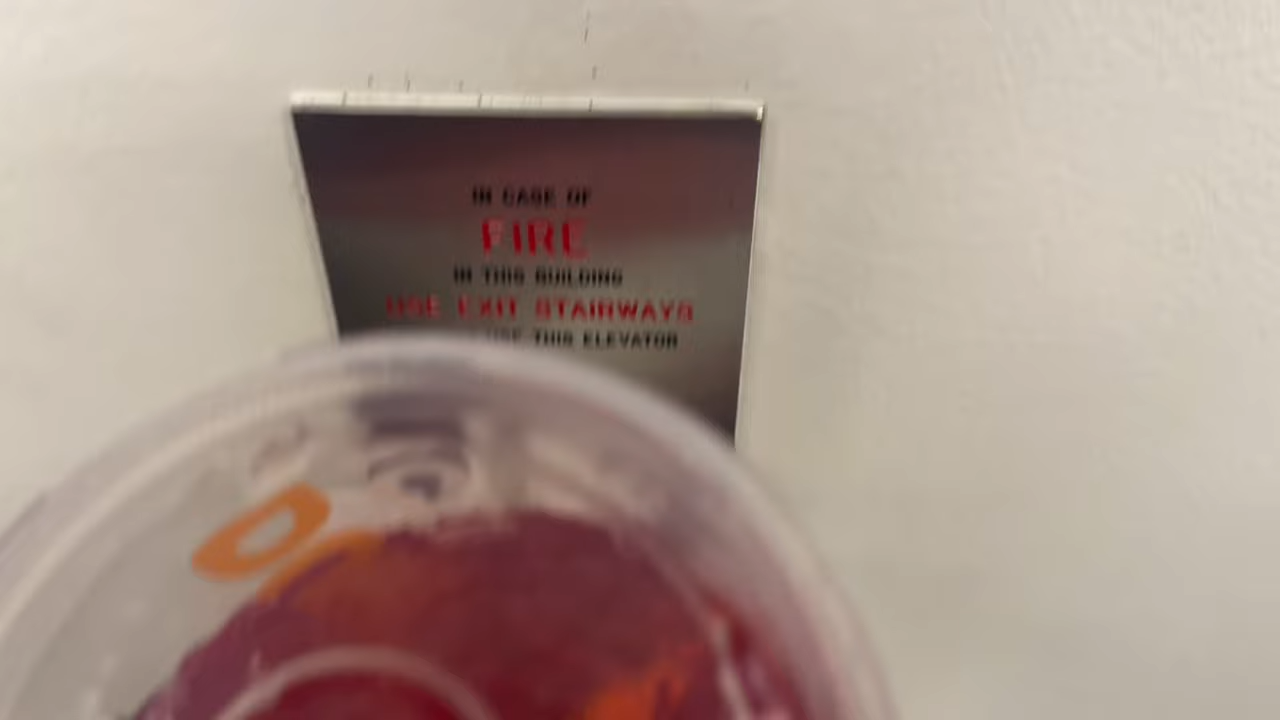 IN CASE OF
FIRE
IN THIS BUILDING
USE EXIT STAIRWAYS
USE THIS ELEVATOR